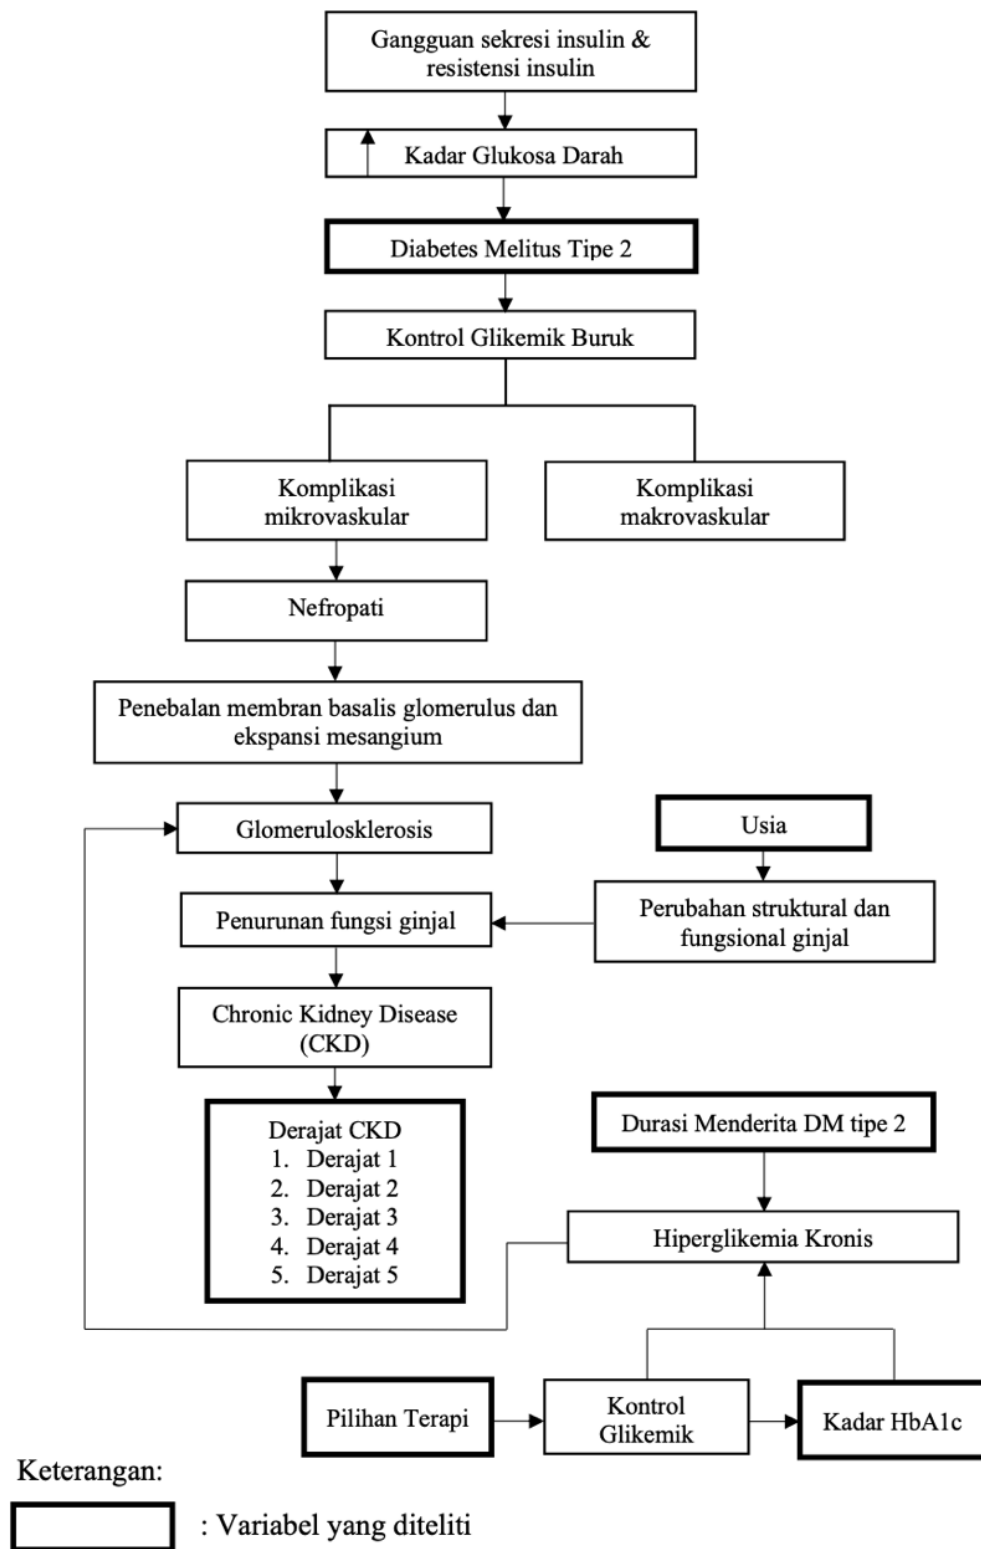 Gangguan sekresi insulin &
resistensi insulin
Kadar Glukosa Darah
Diabetes Melitus Tipe 2
Kontrol Glikemik Buruk
Komplikasi
mikrovaskular
Komplikasi
makrovaskular
Nefropati
Penebalan membran basalis glomerulus dan
ekspansi mesangium
Glomerulosklerosis
Usia
Penurunan fungsi ginjal
Perubahan struktural dan
fungsional ginjal
Chronic Kidney Disease
(CKD)
Derajat CKD
1. Derajat 1
2. Derajat 2
3. Derajat 3
4. Derajat 4
5. Derajat 5
Durasi Menderita DM tipe 2
Hiperglikemia Kronis
Pilihan Terapi
Kontrol
Glikemik
Kadar HbA1c
Keterangan:
: Variabel yang diteliti